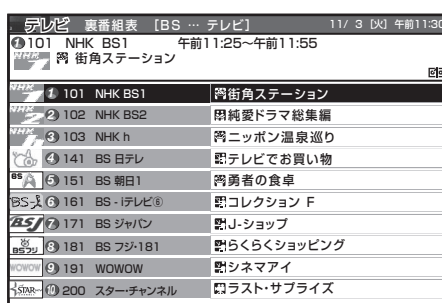 テレビ 裏番組表 [BS … テレビ] 11/ 3 [火] 午前11:30
①101 NHK BS1 午前11:25~午前11:55
街角ステーション
① 101 NHK BS1 街角ステーション
② 102 NHK BS2 純愛ドラマ総集編
③ 103 NHK h ニッポン温泉巡り
④ 141 BS 日テレ テレビでお買い物
⑤ 151 BS 朝日1 勇者の食卓
⑥ 161 BS - iテレビ⑥ コレクション F
⑦ 171 BS ジャパン J-ショップ
⑧ 181 BS フジ・181 らくらくショッピング
⑨ 191 WOWOW シネマアイ
⑩ 200 スター・チャンネル ラスト・サプライズ